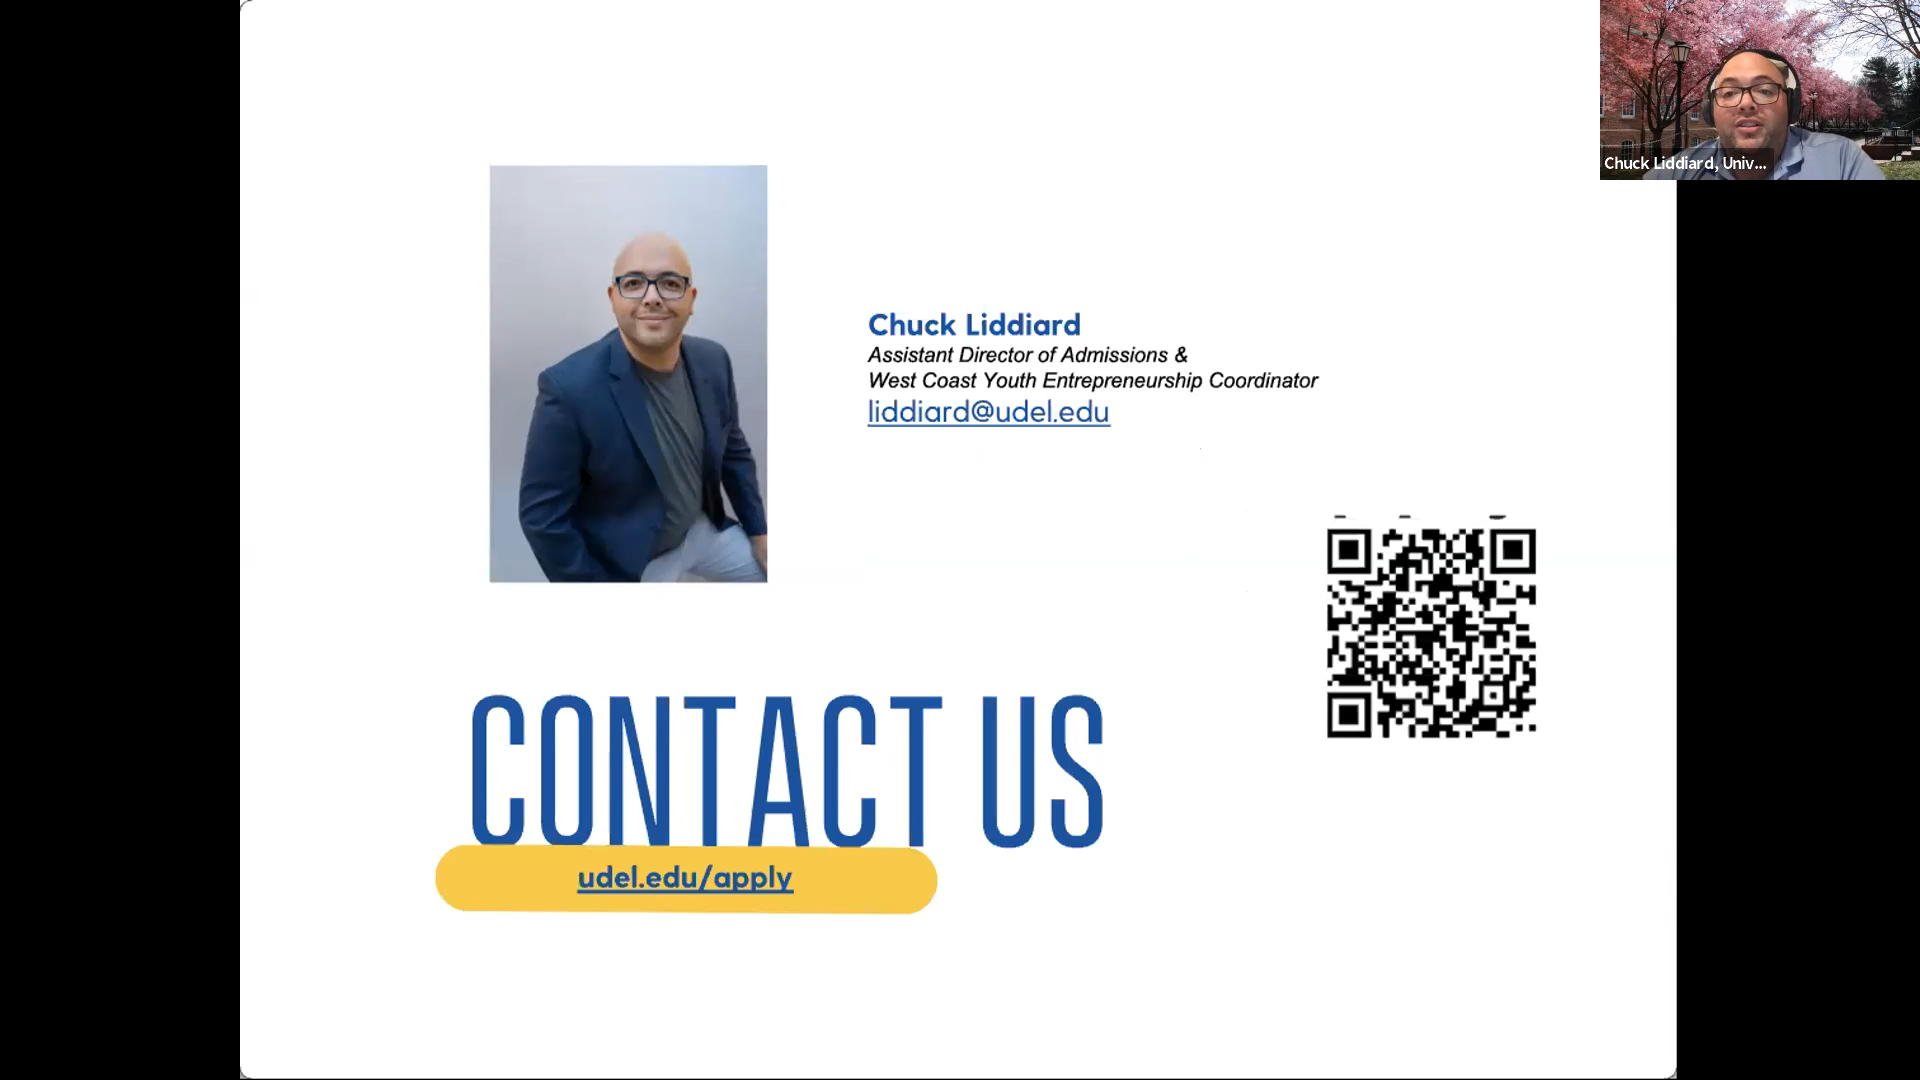 Chuck Liddiard, Univ...
Chuck Liddiard
Assistant Director of Admissions &
West Coast Youth Entrepreneurship Coordinator
liddiard@udel.edu
CONTACT US
udel.edu/apply